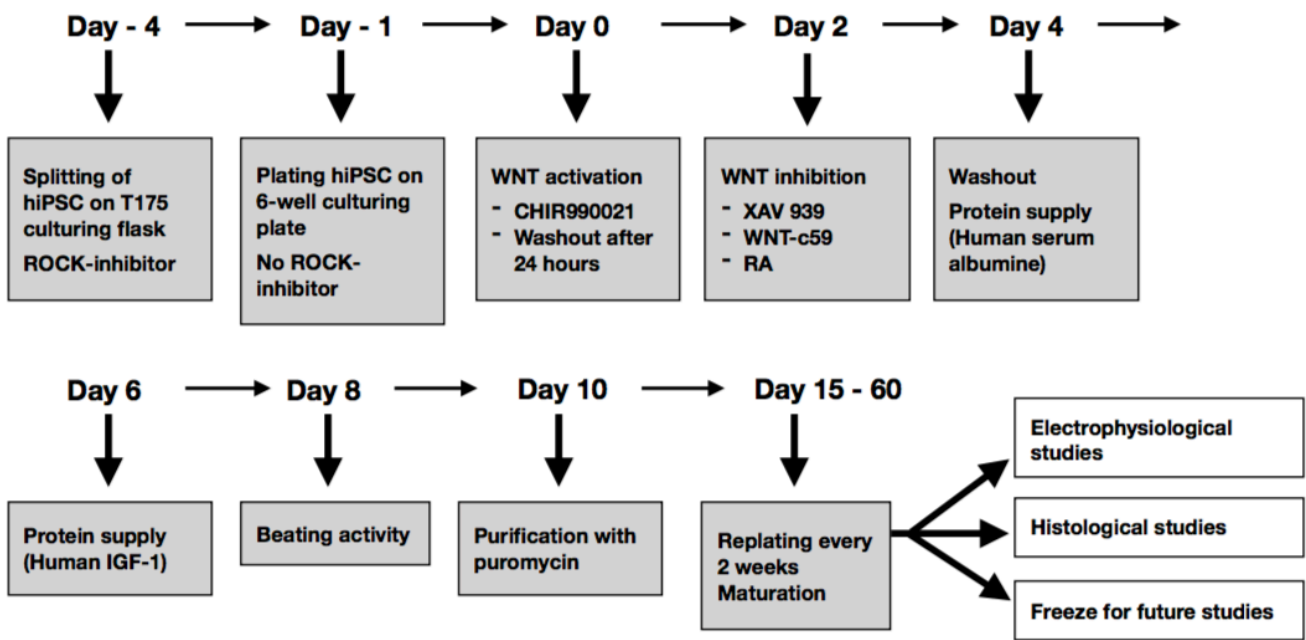 Day - 4
Day - 1
Day 0
Day 2
Day 4
Splitting of
hiPSC on T175
culturing flask
ROCK-inhibitor
Plating hiPSC on
6-well culturing
plate
No ROCK-
inhibitor
WNT activation
- CHIR990021
- Washout after
24 hours
WNT inhibition
- XAV 939
- WNT-c59
- RA
Washout
Protein supply
(Human serum
albumine)
Day 6
Day 8
Day 10
Day 15 - 60
Protein supply
(Human IGF-1)
Beating activity
Purification with
puromycin
Replating every
2 weeks
Maturation
Electrophysiological
studies
Histological studies
Freeze for future studies